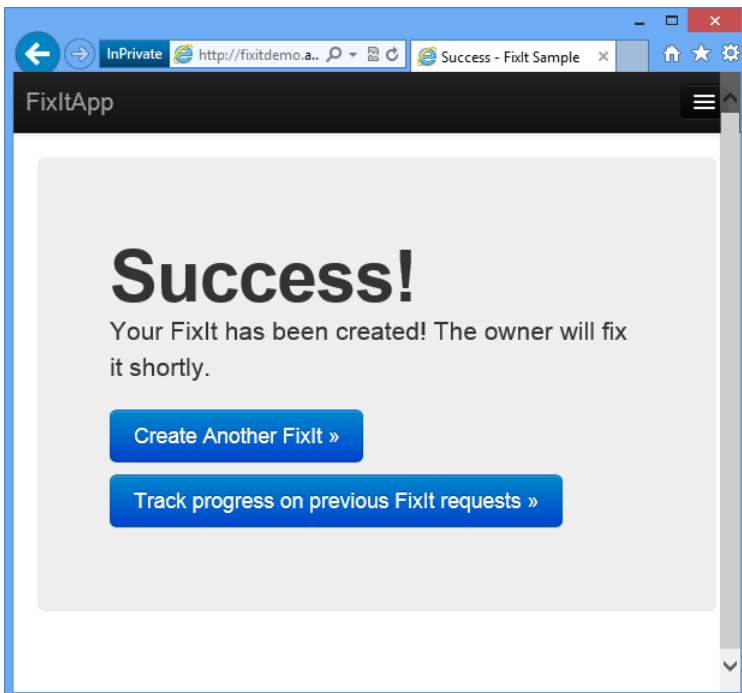 InPrivate http://fixitdemo.a.. Success - FixIt Sample
FixItApp
Success!
Your FixIt has been created! The owner will fix
it shortly.
Create Another FixIt »
Track progress on previous FixIt requests »